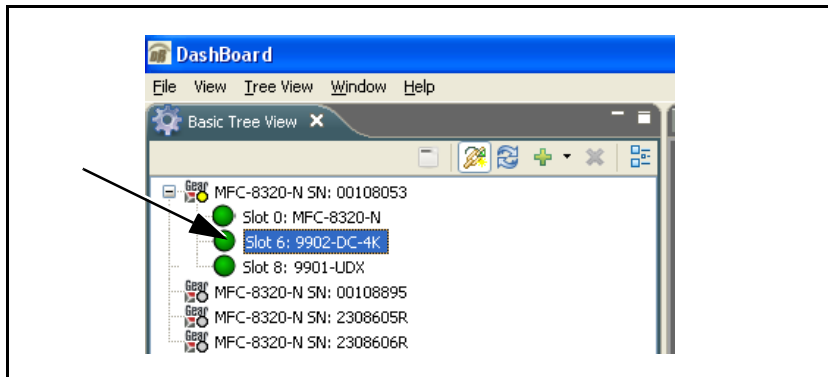 DashBoard
File View Tree View Window Help
Basic Tree View
MFC-8320-N SN: 00108053
Slot 0: MFC-8320-N
Slot 6: 9902-DC-4K
Slot 8: 9901-UDX
MFC-8320-N SN: 00108895
MFC-8320-N SN: 2308605R
MFC-8320-N SN: 2308606R